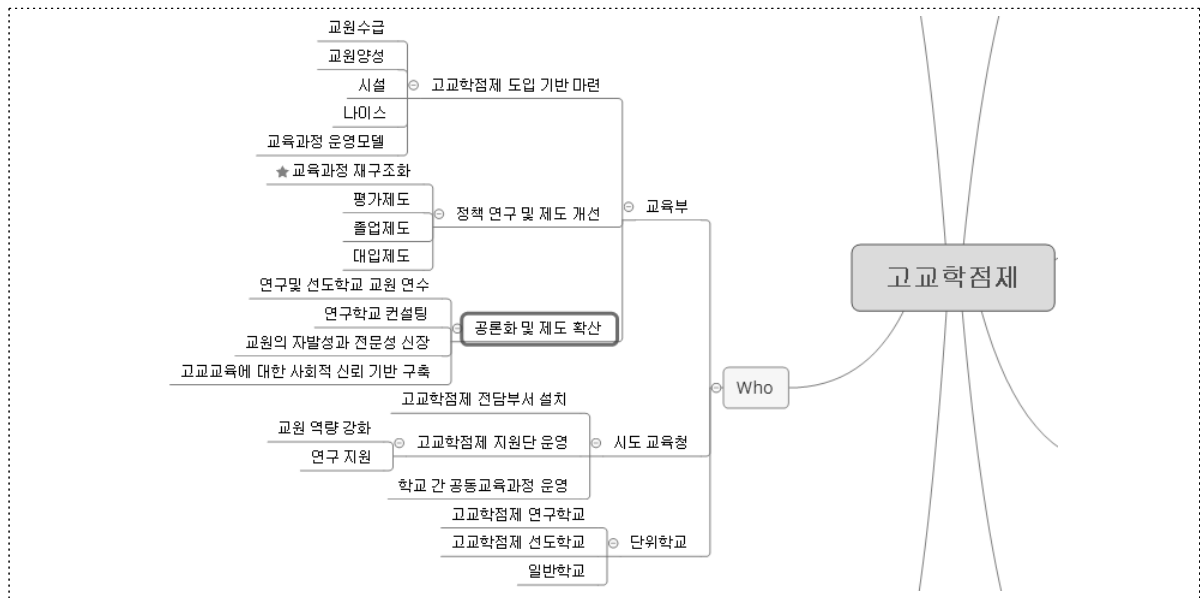 교원수급
교원양성
시설
나이스
교육과정 운영모델
고교학점제 도입 기반 마련
교육과정 재구조화
평가제도
졸업제도
대입제도
정책 연구 및 제도 개선
교육부
연구및 선도학교 교원 연수
연구학교 컨설팅
교원의 자발성과 전문성 신장
고교교육에 대한 사회적 신뢰 기반 구축
공론화 및 제도 확산
고교학점제
Who
고교학점제 전담부서 설치
교원 역량 강화
연구 지원
고교학점제 지원단 운영
학교 간 공동교육과정 운영
시도 교육청
고교학점제 연구학교
고교학점제 선도학교
일반학교
단위학교